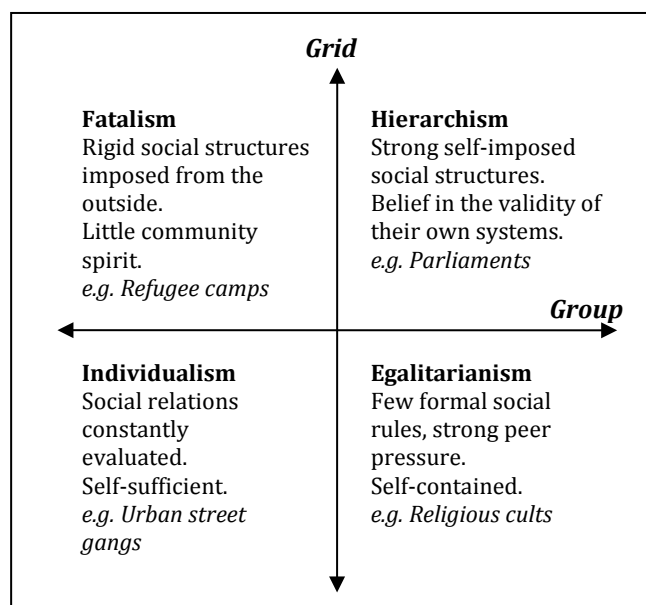 Grid
Fatalism
Rigid social structures
imposed from the
outside.
Little community
spirit.
e.g. Refugee camps
Hierarchism
Strong self-imposed
social structures.
Belief in the validity of
their own systems.
e.g. Parliaments
Group
Individualism
Social relations
constantly
evaluated.
Self-sufficient.
e.g. Urban street
gangs
Egalitarianism
Few formal social
rules, strong peer
pressure.
Self-contained.
e.g. Religious cults